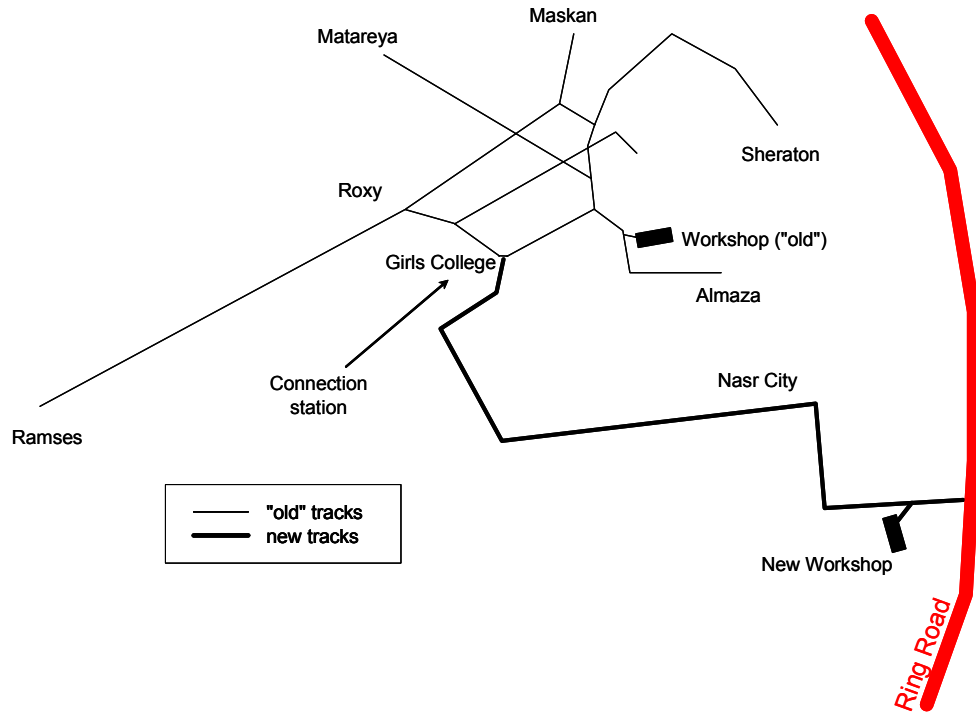 Maskan
Matareya
Sheraton
Roxy
Workshop ("old")
Girls College
Almaza
Connection
station
Nasr City
Ramses
"old" tracks
new tracks
New Workshop
Ring Road